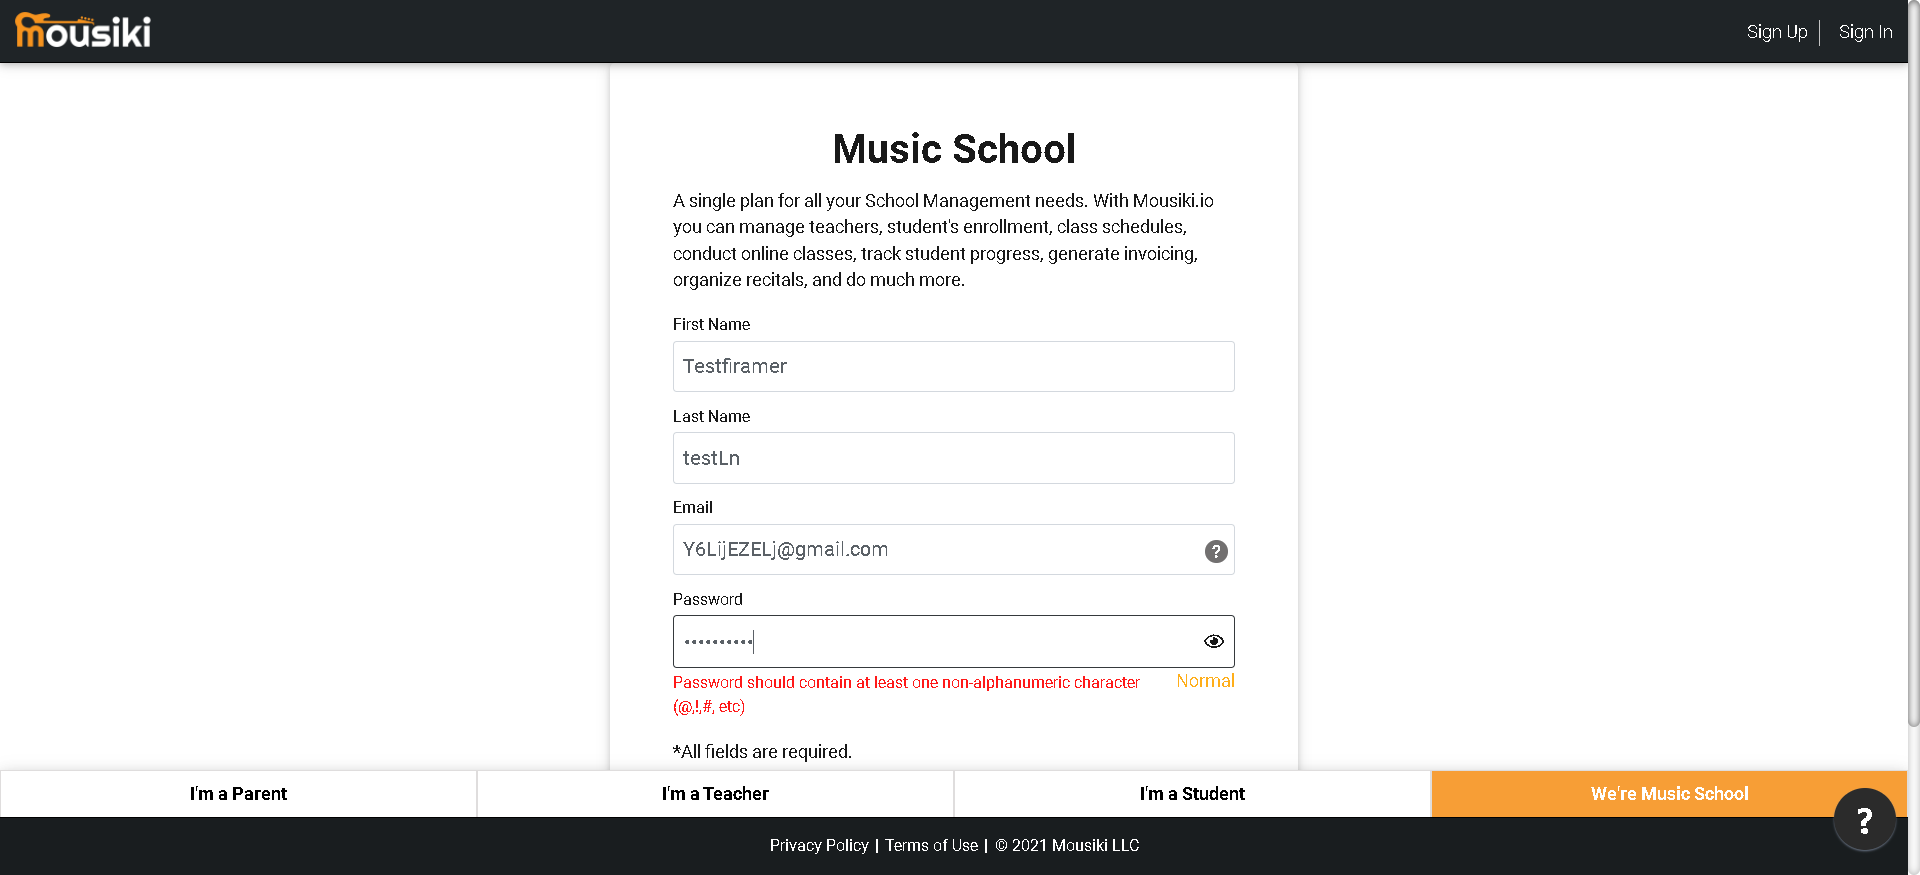 mousiki
Sign Up
Sign In
Music School
A single plan for all your School Management needs. With Mousiki.io
you can manage teachers, student's enrollment, class schedules,
conduct online classes, track student progress, generate invoicing,
organize recitals, and do much more.
First Name
Testfiramer
Last Name
testLn
Email
Y6LijEZELj@gmail.com
?
Password
••••••••••
Password should contain at least one non-alphanumeric character
(@,!,#, etc)
Normal
*All fields are required.
I'm a Parent
I'm a Teacher
I'm a Student
We're Music School
?
Privacy Policy | Terms of Use | © 2021 Mousiki LLC